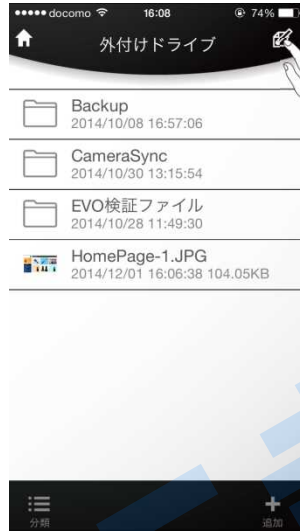 docomo 16:08 74%
外付けドライブ
Backup
2014/10/08 16:57:06
CameraSync
2014/10/30 13:15:54
EVO検証ファイル
2014/10/28 11:49:30
HomePage-1.JPG
2014/12/01 16:06:38 104.05KB
分類
追加